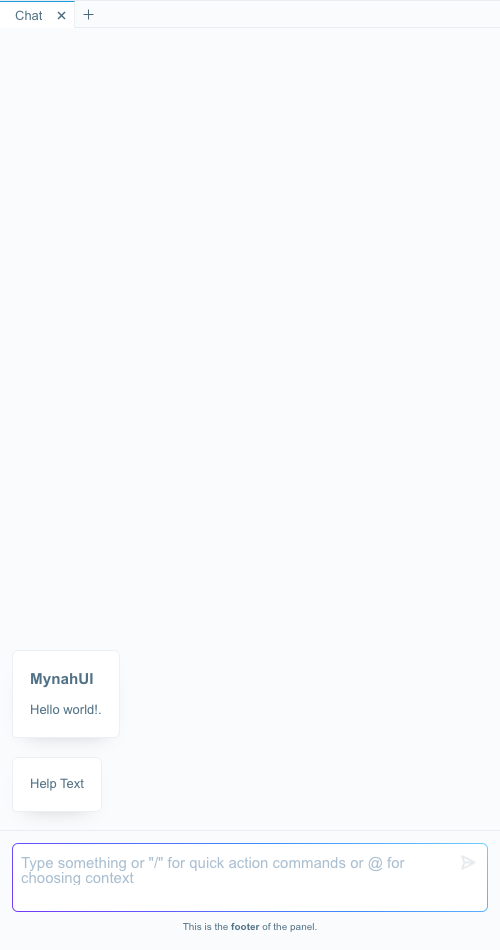 Chat
MynahUI
Hello world!.
Help Text
Type something or "/" for quick action commands or @ for
choosing context
This is the footer of the panel.